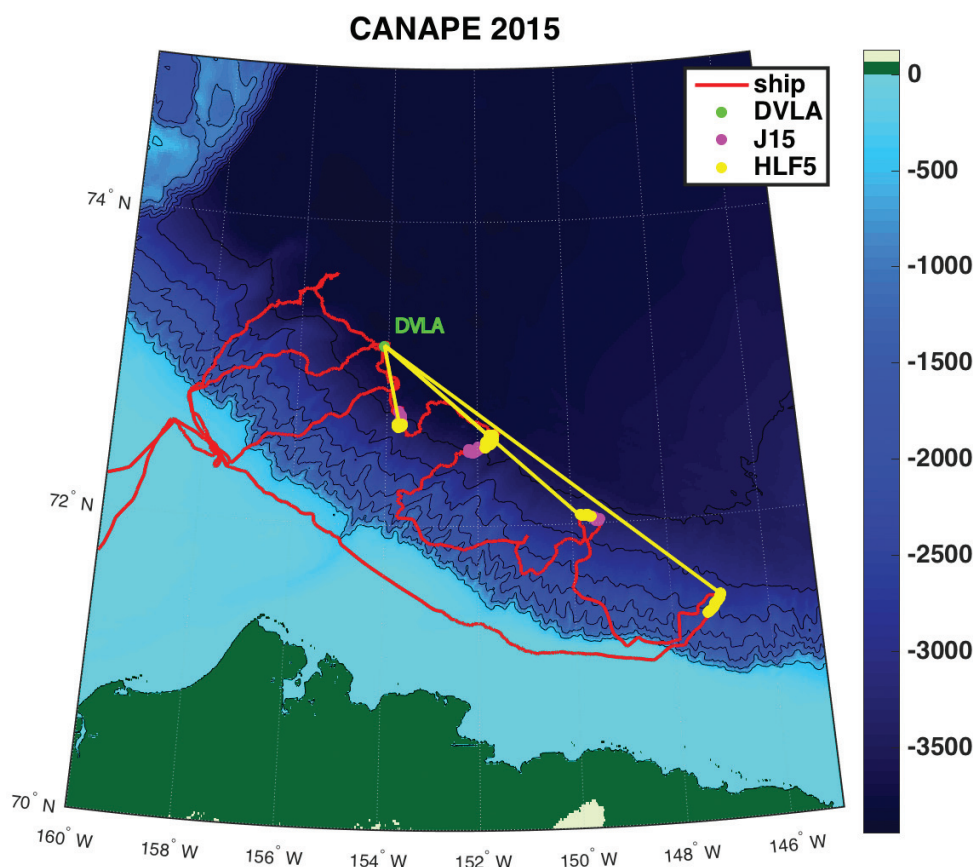 CANAPE 2015
ship
DVLA
J15
HLF5
DVLA
74° N
72° N
70° N
160° W
158° W
156° W
154° W
152° W
150° W
148° W
146° W
0
-500
-1000
-1500
-2000
-2500
-3000
-3500